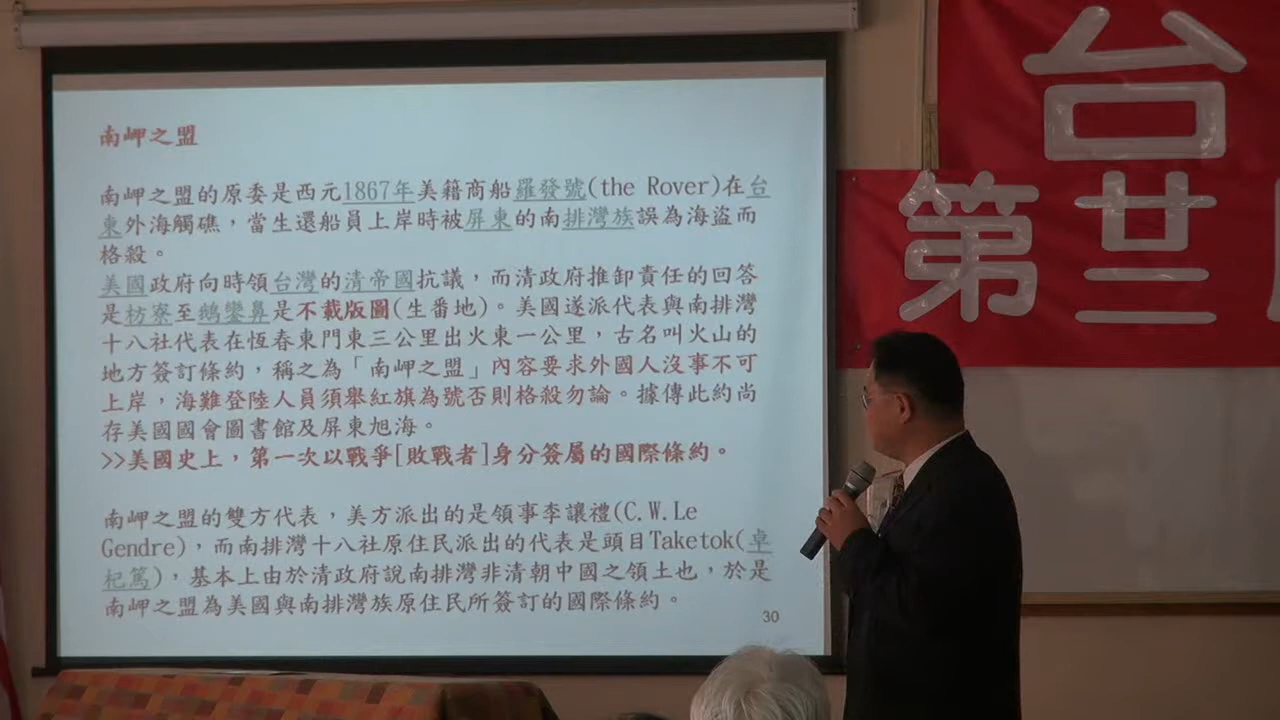 南岬之盟
南岬之盟的原委是西元1867年美籍商船羅發號(the Rover)在台
東外海觸礁，當生還船員上岸時被屏東的南排灣族誤為海盜而
格殺。
美國政府向時領台灣的清帝國抗議，而清政府推卸責任的回答
是枋寮至鵝鑾鼻是不載版圖(生番地)。美國遂派代表與南排灣
十八社代表在恆春東門東三公里出火東一公里，古名叫火山的
地方簽訂條約，稱之為「南岬之盟」內容要求外國人沒事不可
上岸，海難登陸人員須舉紅旗為號否則格殺勿論。據傳此約尚
存美國國會圖書館及屏東旭海。
>>美國史上，第一次以戰爭[敗戰者]身分簽屬的國際條約。
南岬之盟的雙方代表，美方派出的是領事李讓禮(C.W.Le
Gendre)，而南排灣十八社原住民派出的代表是頭目Taketok(卓
杞篤)，基本上由於清政府說南排灣非清朝中國之領土也，於是
南岬之盟為美國與南排灣族原住民所簽訂的國際條約。
30
台
第廿二